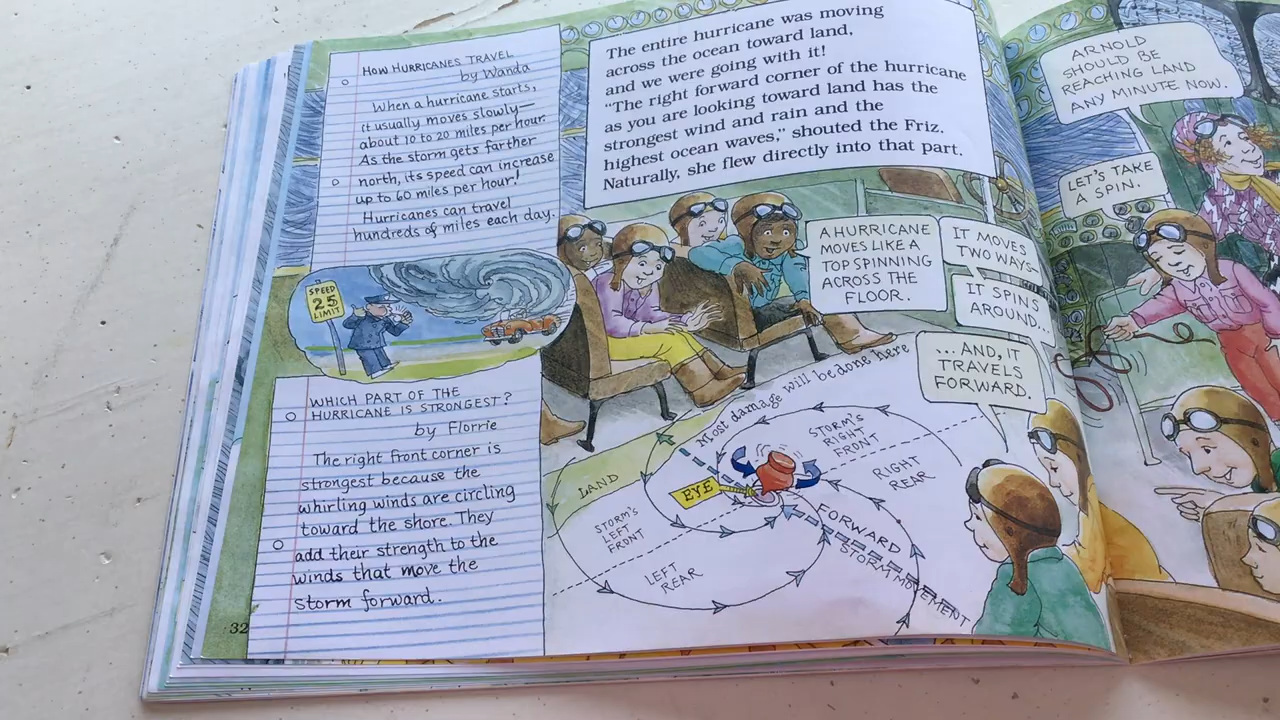 HOW HURRICANES TRAVEL
by Wanda
When a hurricane starts,
it usually moves slowly—
about 10 to 20 miles per hour.
As the storm gets farther
north, its speed can increase
up to 60 miles per hour!
Hurricanes can travel
hundreds of miles each day.
SPEED
25
LIMIT
WHICH PART OF THE
HURRICANE IS STRONGEST?
by Florrie
The right front corner is
strongest because the
whirling winds are circling
toward the shore. They
add their strength to the
winds that move the
storm forward.
32
The entire hurricane was moving
across the ocean toward land,
and we were going with it!
"The right forward corner of the hurricane
as you are looking toward land has the
strongest wind and rain and the
highest ocean waves," shouted the Friz.
Naturally, she flew directly into that part.
A HURRICANE
MOVES LIKE A
TOP SPINNING
ACROSS THE
FLOOR.
IT MOVES
TWO WAYS—
IT SPINS
AROUND...
...AND, IT
TRAVELS
FORWARD.
Most damage will be done here
LAND
STORM'S
RIGHT
FRONT
RIGHT
REAR
EYE
STORM'S
LEFT
FRONT
LEFT
REAR
FORWARD
STORM MOVEMENT
ARNOLD
SHOULD BE
REACHING LAND
ANY MINUTE NOW.
LET'S TAKE
A SPIN.